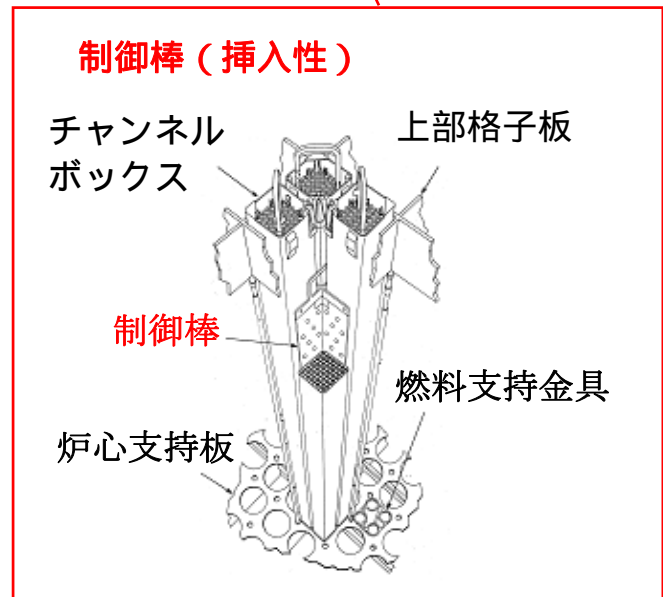 制御棒（挿入性）
チャンネル
ボックス
上部格子板
制御棒
燃料支持金具
炉心支持板